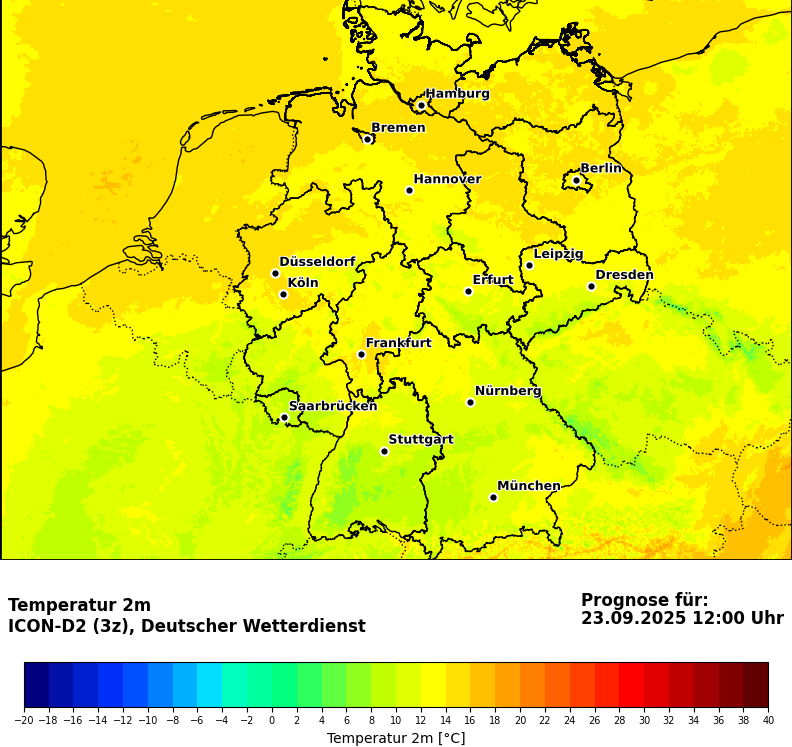 Hamburg
Bremen
Berlin
Hannover
Leipzig
Düsseldorf
Dresden
Köln
Erfurt
Frankfurt
Nürnberg
Saarbrücken
Stuttgart
München
Temperatur 2m
ICON-D2 (3z), Deutscher Wetterdienst
Prognose für:
23.09.2025 12:00 Uhr
−20 −18 −16 −14 −12 −10 −8 −6 −4 −2 0 2 4 6 8 10 12 14 16 18 20 22 24 26 28 30 32 34 36 38 40
Temperatur 2m [°C]